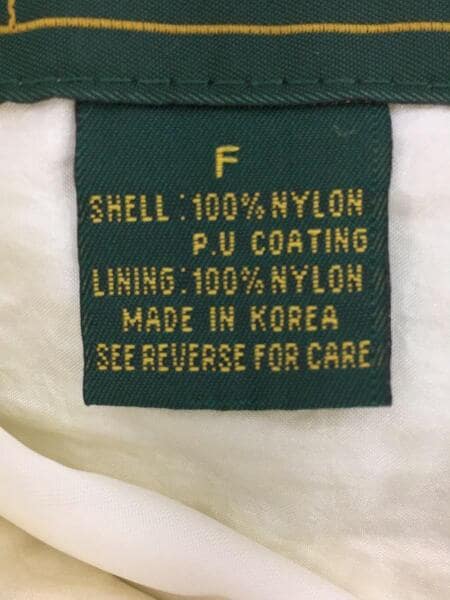 F
SHELL:100% NYLON
P.U COATING
LINING:100% NYLON
MADE IN KOREA
SEE REVERSE FOR CARE